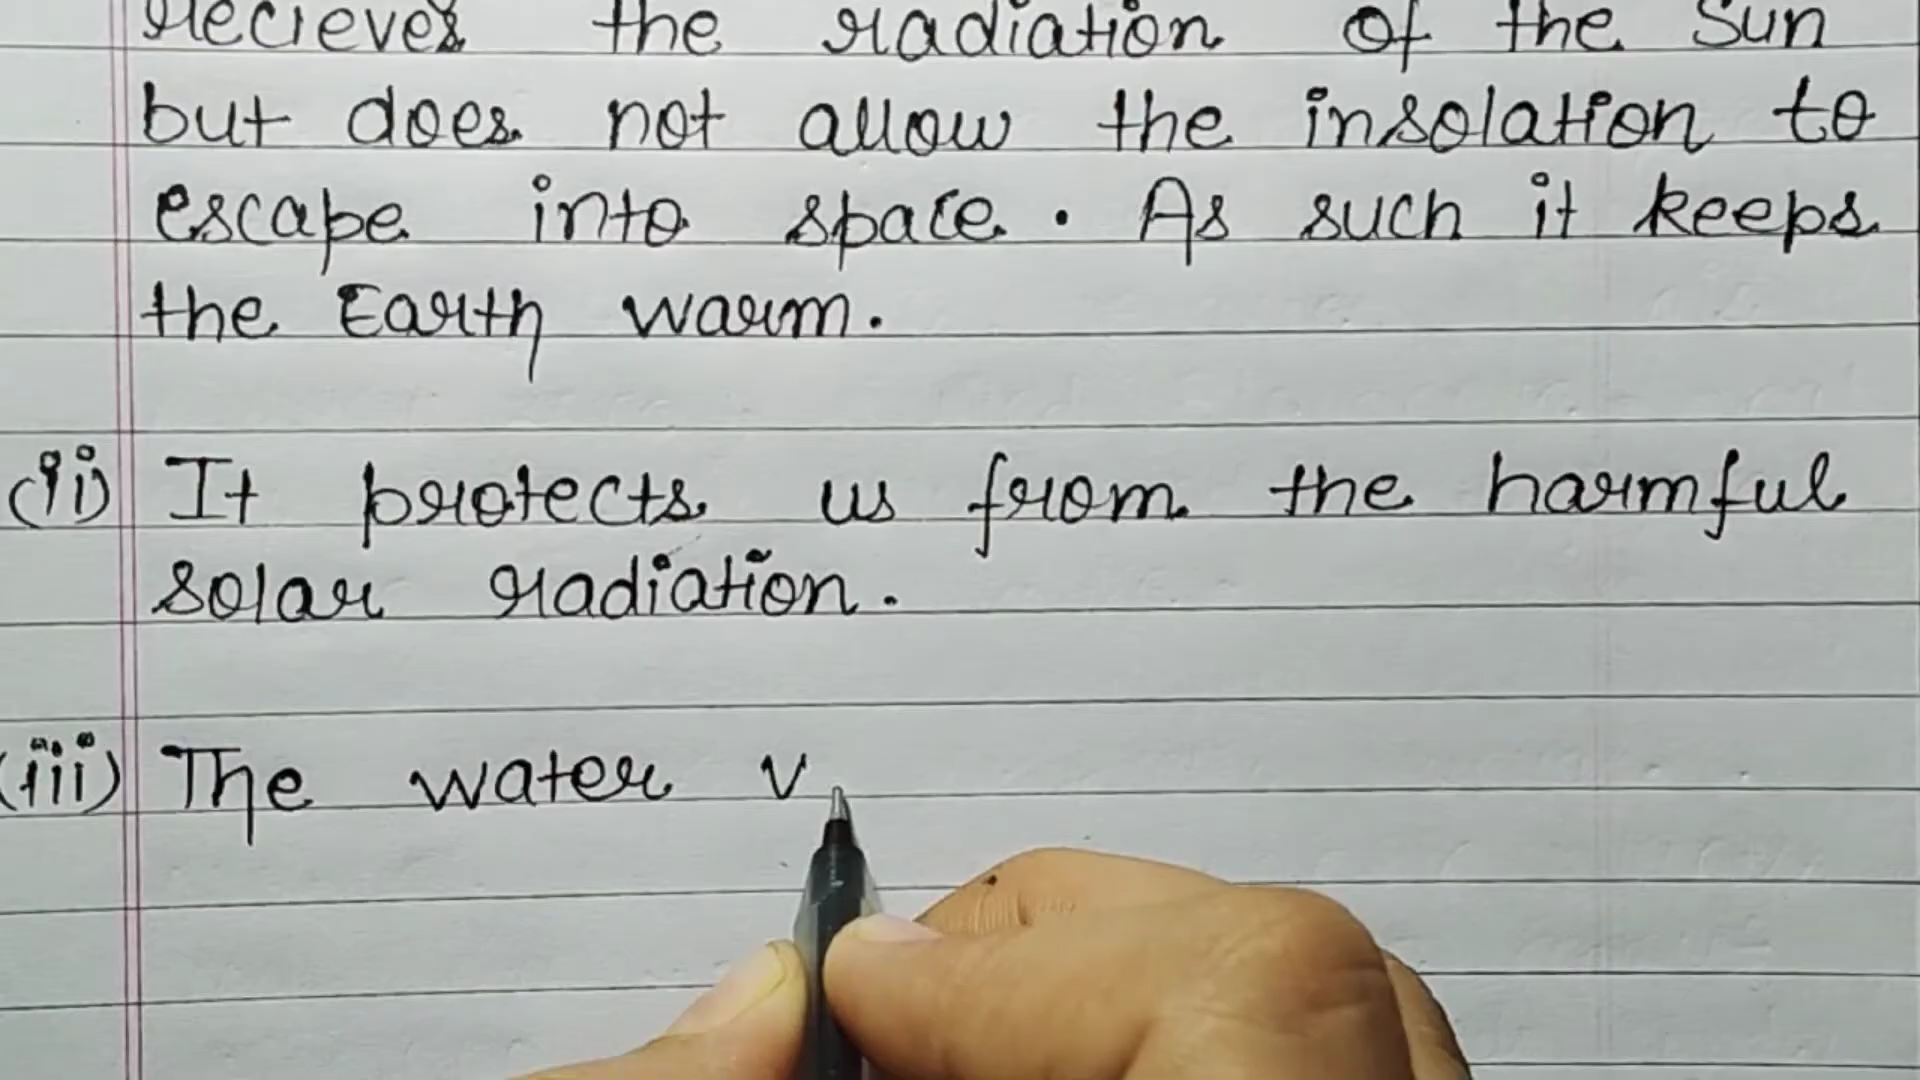 recieves the radiation of the Sun
but does not allow the insolation to
escape into space. As such it keeps
the Earth warm.
(ii) It protects us from the harmful
solar radiation.
(iii) The water v